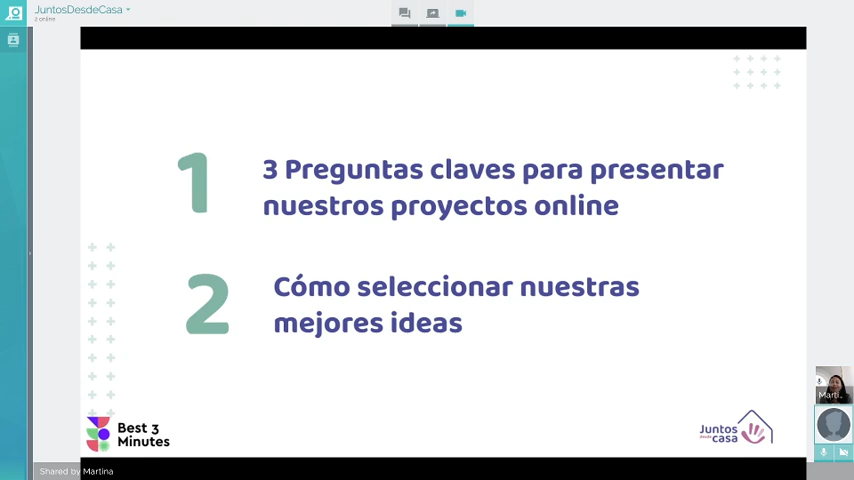 JuntosDesdeCasa
2 online
1
3 Preguntas claves para presentar
nuestros proyectos online
2
Cómo seleccionar nuestras
mejores ideas
Best 3
Minutes
Juntos
desde
casa
Marti...
Shared by Martina